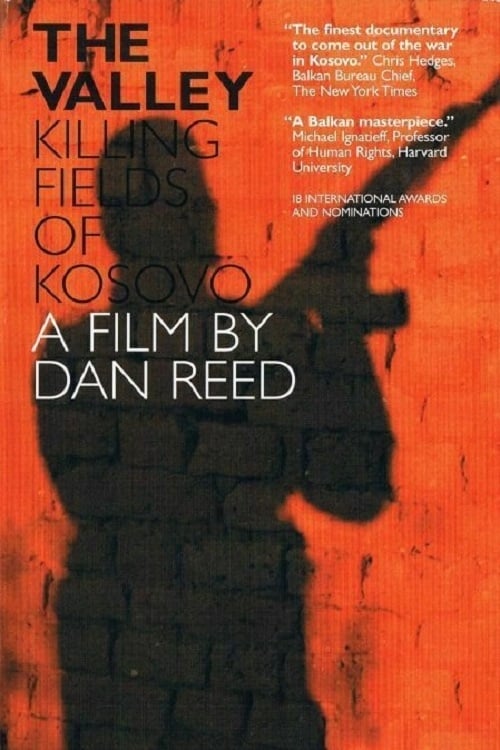 THE
VALLEY
KILLING
FIELDS
OF
KOSOVO
A FILM BY
DAN REED
“The finest documentary
to come out of the war
in Kosovo.” Chris Hedges,
Balkan Bureau Chief,
The New York Times
“A Balkan masterpiece.”
Michael Ignatieff, Professor
of Human Rights, Harvard
University
18 INTERNATIONAL AWARDS
AND NOMINATIONS